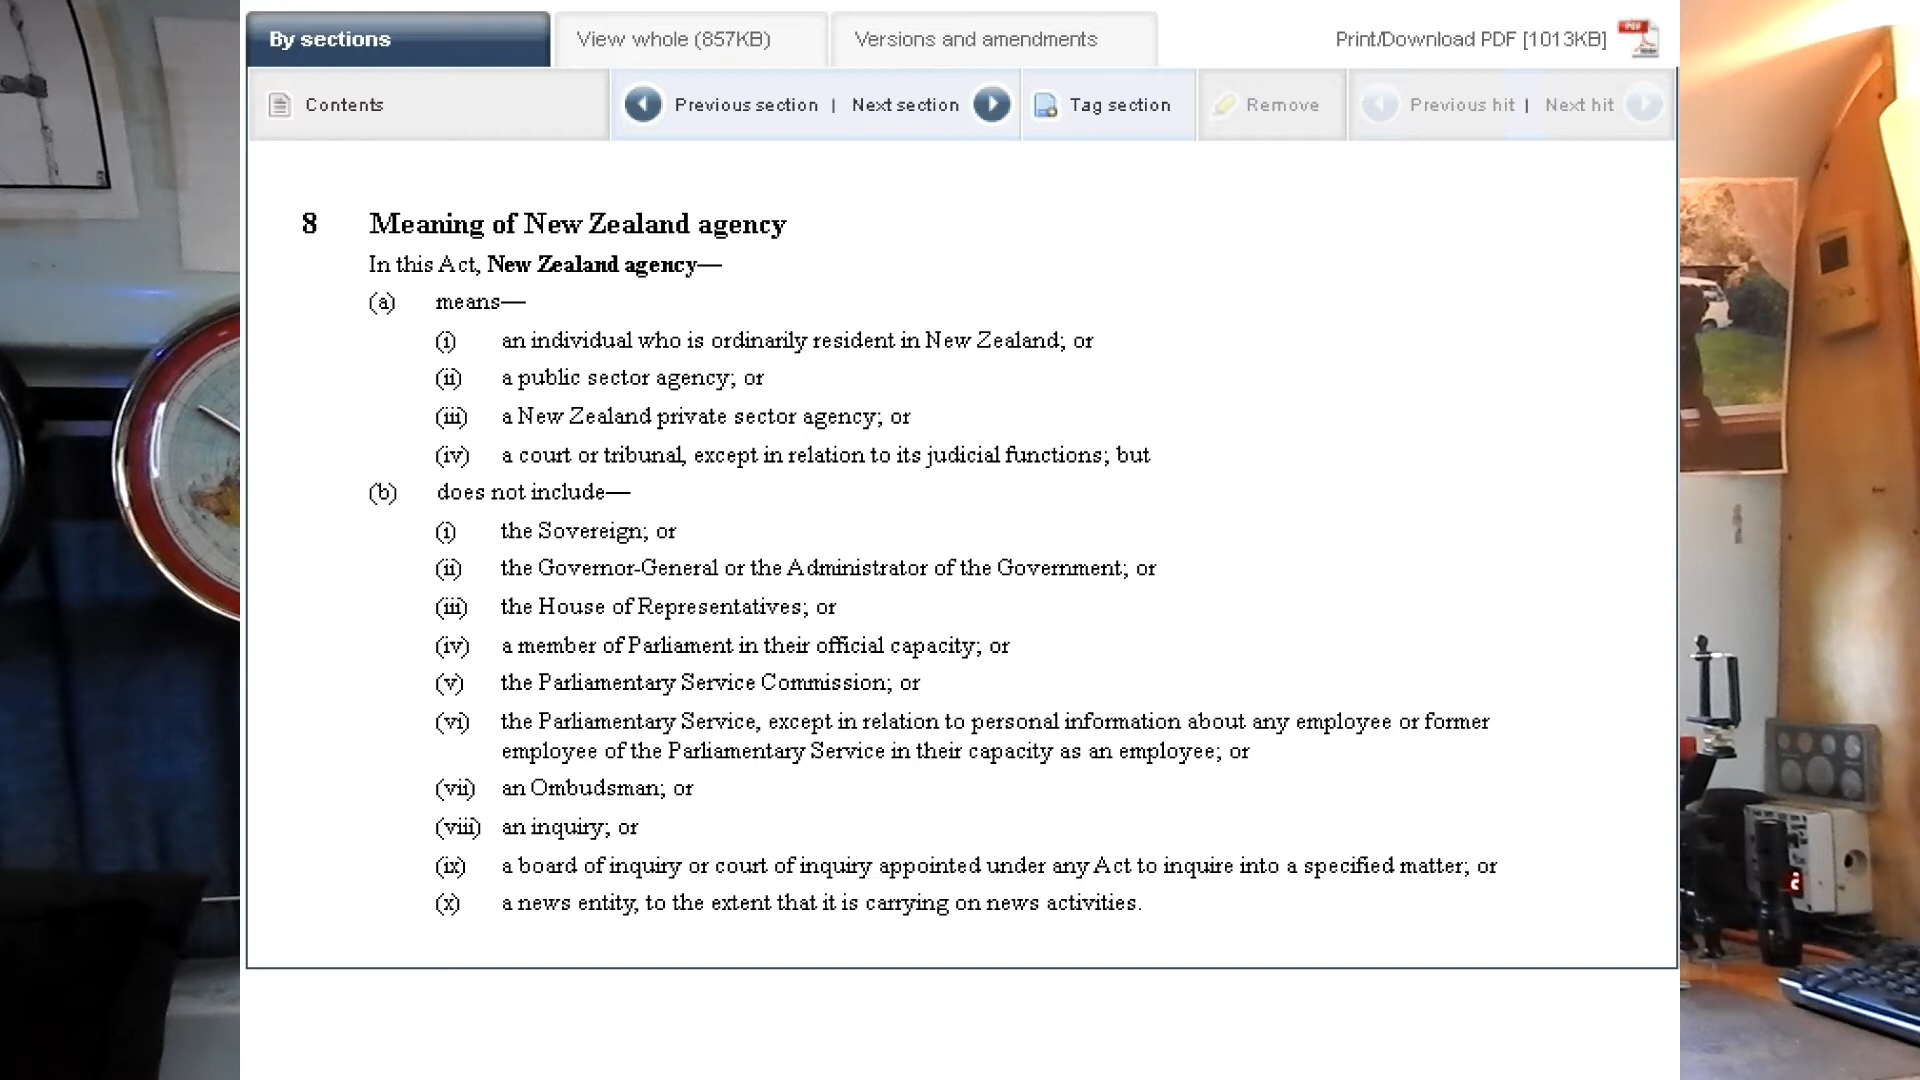 By sections
View whole (857KB)
Versions and amendments
Print/Download PDF [1013KB]
Contents
Previous section | Next section
Tag section
Remove
Previous hit | Next hit
8 Meaning of New Zealand agency
In this Act, New Zealand agency—
(a) means—
(i) an individual who is ordinarily resident in New Zealand; or
(ii) a public sector agency; or
(iii) a New Zealand private sector agency; or
(iv) a court or tribunal, except in relation to its judicial functions; but
(b) does not include—
(i) the Sovereign; or
(ii) the Governor-General or the Administrator of the Government; or
(iii) the House of Representatives; or
(iv) a member of Parliament in their official capacity; or
(v) the Parliamentary Service Commission; or
(vi) the Parliamentary Service, except in relation to personal information about any employee or former
employee of the Parliamentary Service in their capacity as an employee; or
(vii) an Ombudsman; or
(viii) an inquiry; or
(ix) a board of inquiry or court of inquiry appointed under any Act to inquire into a specified matter; or
(x) a news entity, to the extent that it is carrying on news activities.